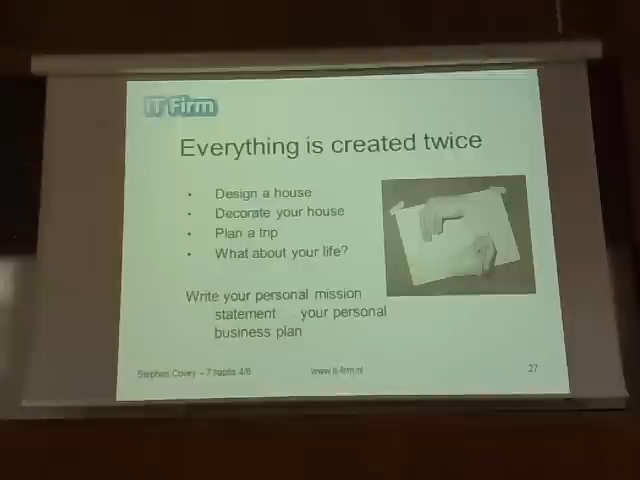 IT Firm
Everything is created twice
• Design a house
• Decorate your house
• Plan a trip
• What about your life?
Write your personal mission
statement ... your personal
business plan
Stephen Covey – 7 habits 4/8
www.it-firm.nl
27